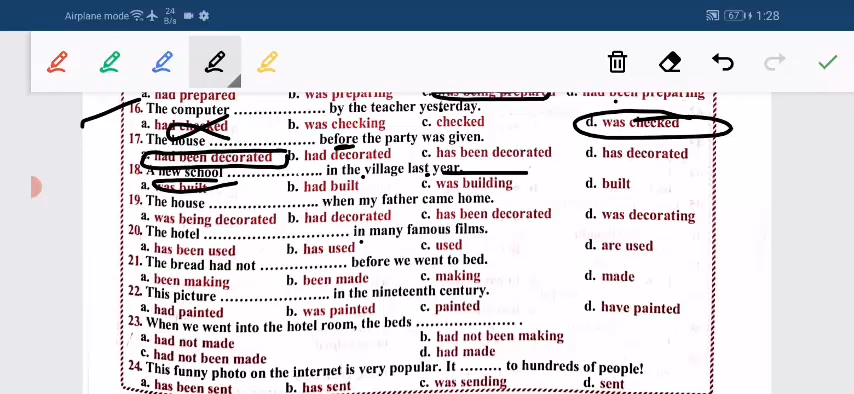 Airplane mode 24 B/s 67 1:28
a. had prepared b. was preparing c. was being prepared d. had been preparing
16. The computer ........................ by the teacher yesterday.
a. had checked b. was checking c. checked d. was checked
17. The house ........................ before the party was given.
a. had been decorated b. had decorated c. has been decorated d. has decorated
18. A new school ........................ in the village last year.
a. was built b. had built c. was building d. built
19. The house ........................ when my father came home.
a. was being decorated b. had decorated c. has been decorated d. was decorating
20. The hotel .............................. in many famous films.
a. has been used b. has used c. used d. are used
21. The bread had not ..................... before we went to bed.
a. been making b. been made c. making d. made
22. This picture .......................... in the nineteenth century.
a. had painted b. was painted c. painted d. have painted
23. When we went into the hotel room, the beds ........................ .
a. had not made b. had not been making
c. had not been made d. had made
24. This funny photo on the internet is very popular. It ......... to hundreds of people!
a. has been sent b. has sent c. was sending d. sent